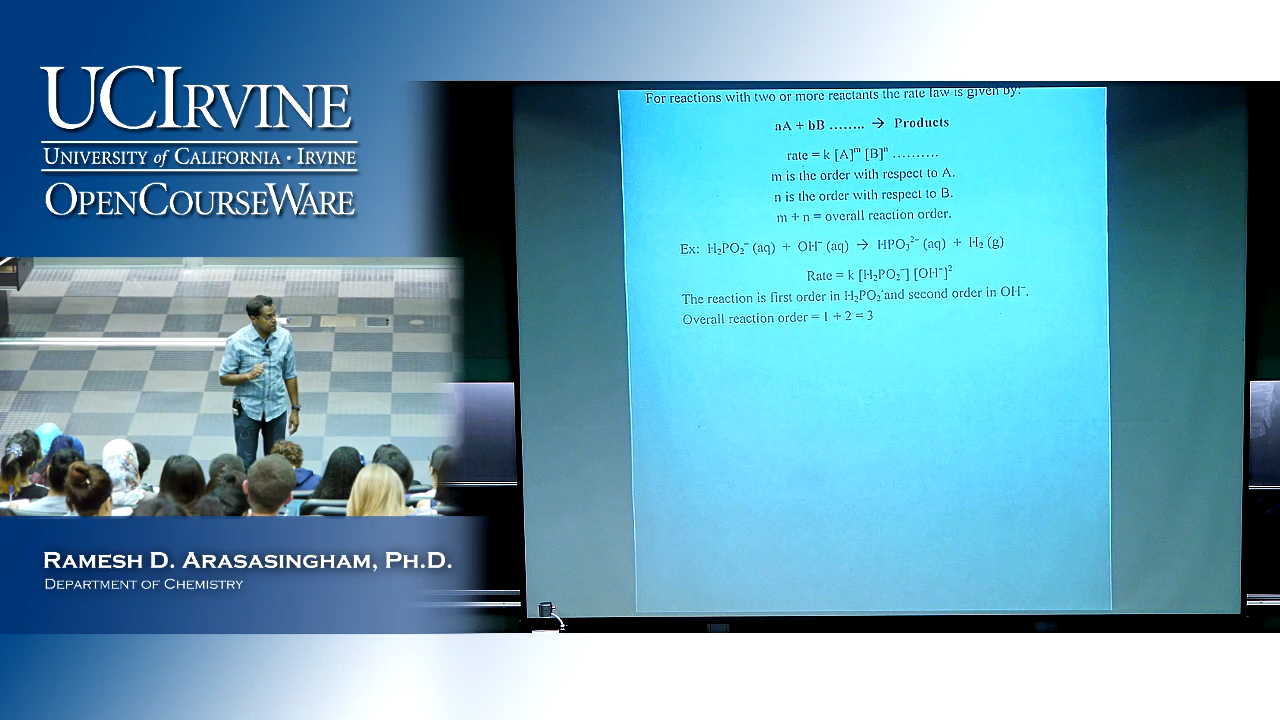 UCIRVINE
UNIVERSITY of CALIFORNIA · IRVINE
OPENCOURSEWARE
RAMESH D. ARASASINGHAM, PH.D.
DEPARTMENT OF CHEMISTRY
For reactions with two or more reactants the rate law is given by:
aA + bB ........ → Products
rate = k [A]ᵐ [B]ⁿ ..........
m is the order with respect to A.
n is the order with respect to B.
m + n = overall reaction order.
Ex: H₂PO₂⁻ (aq) + OH⁻ (aq) → HPO₃²⁻ (aq) + H₂ (g)
Rate = k [H₂PO₂⁻] [OH⁻]²
The reaction is first order in H₂PO₂⁻ and second order in OH⁻.
Overall reaction order = 1 + 2 = 3